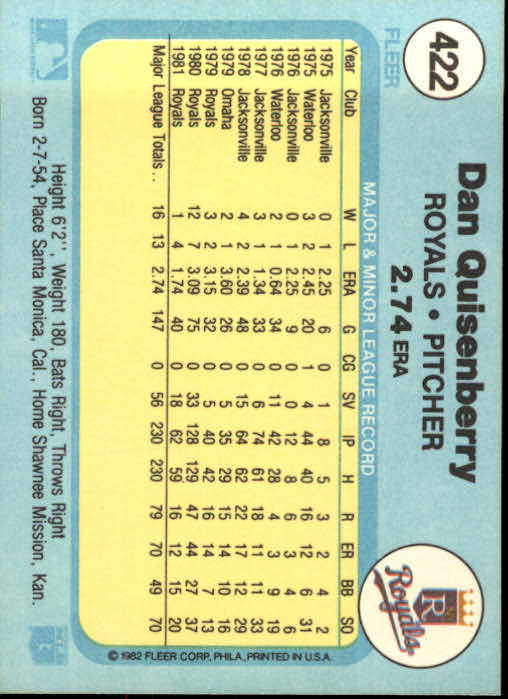 422
FLEER
Dan Quisenberry
ROYALS • PITCHER
2.74 ERA
R
Royals
MAJOR & MINOR LEAGUE RECORD
Year Club W L ERA G CG SV IP H R ER BB SO
1975 Jacksonville 0 1 2.25 6 0 1 8 5 3 2 4 2
1975 Waterloo 3 2 2.45 20 1 4 44 40 16 12 6 31
1976 Jacksonville 0 1 2.25 9 0 0 12 8 6 3 4 6
1976 Waterloo 2 1 0.64 34 0 11 42 28 4 3 9 19
1977 Jacksonville 3 1 1.34 33 0 6 74 61 18 11 11 33
1978 Jacksonville 4 2 2.39 48 0 15 64 62 22 17 12 29
1979 Omaha 2 1 3.60 26 0 5 35 29 15 14 10 16
1979 Royals 3 2 3.15 32 0 5 40 42 16 14 7 13
1980 Royals 12 7 3.09 75 0 33 128 129 47 44 27 37
1981 Royals 1 4 1.74 40 0 18 62 59 16 12 15 20
Major League Totals . . 16 13 2.74 147 0 56 230 230 79 70 49 70
© 1982 FLEER CORP., PHILA., PRINTED IN U.S.A.
Height 6'2", Weight 180, Bats Right, Throws Right
Born 2-7-54, Place Santa Monica, Cal., Home Shawnee Mission, Kan.